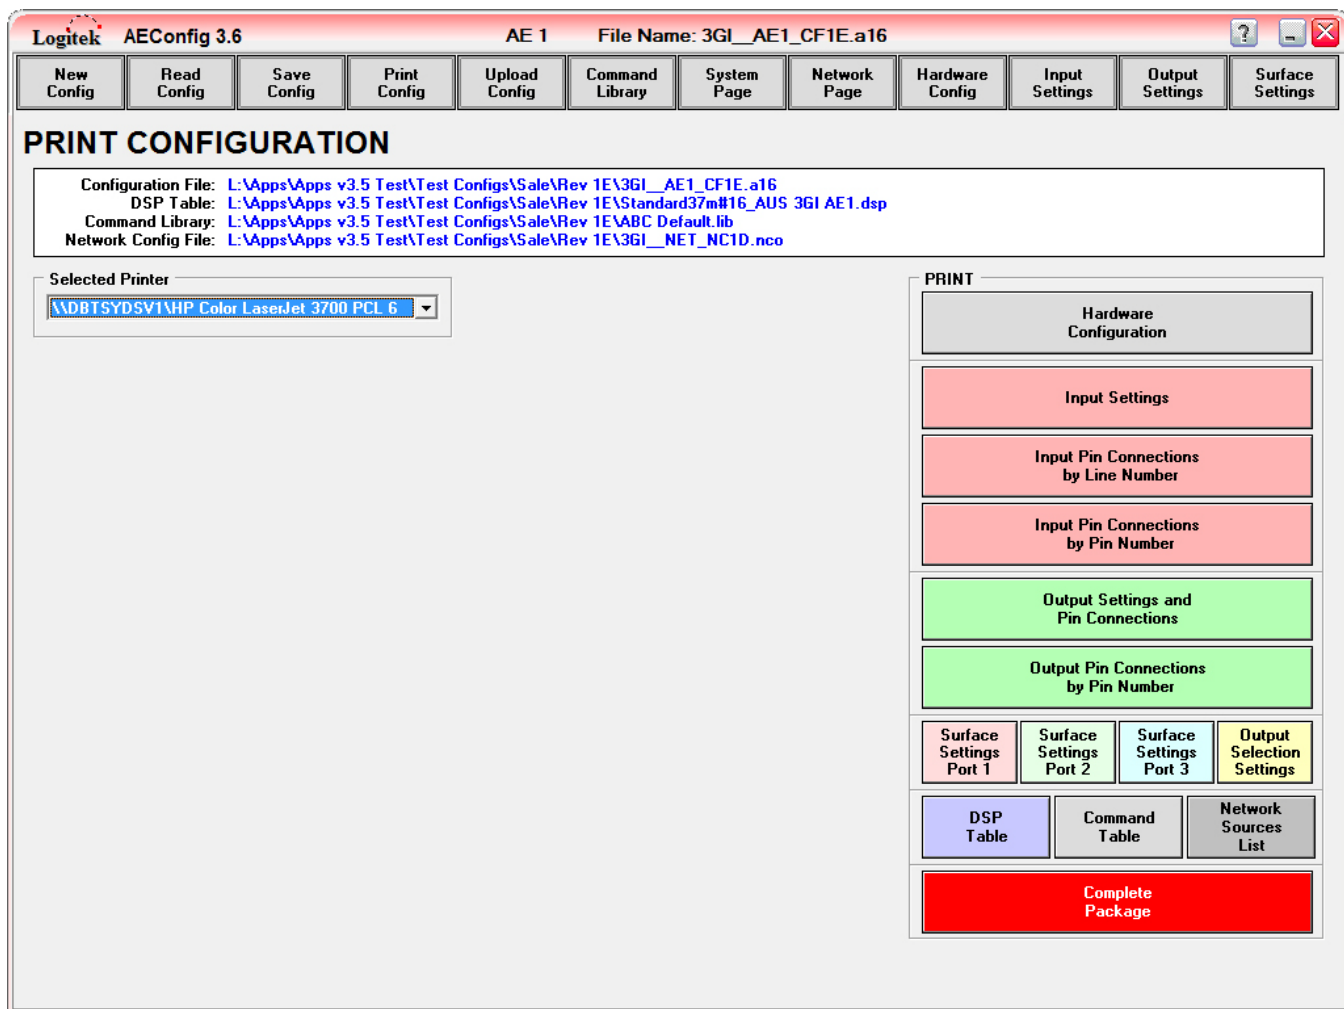 Logitek AEConfig 3.6 AE 1 File Name: 3GI__AE1_CF1E.a16 ?
New Config Read Config Save Config Print Config Upload Config Command Library System Page Network Page Hardware Config Input Settings Output Settings Surface Settings
PRINT CONFIGURATION
Configuration File: L:\Apps\Apps v3.5 Test\Test Configs\Sale\Rev 1E\3GI__AE1_CF1E.a16
DSP Table: L:\Apps\Apps v3.5 Test\Test Configs\Sale\Rev 1E\Standard37m#16_AUS 3GI AE1.dsp
Command Library: L:\Apps\Apps v3.5 Test\Test Configs\Sale\Rev 1E\ABC Default.lib
Network Config File: L:\Apps\Apps v3.5 Test\Test Configs\Sale\Rev 1E\3GI__NET_NC1D.nco
Selected Printer
\\DBTSYDSV1\HP Color LaserJet 3700 PCL 6
PRINT
Hardware
Configuration
Input Settings
Input Pin Connections
by Line Number
Input Pin Connections
by Pin Number
Output Settings and
Pin Connections
Output Pin Connections
by Pin Number
Surface Settings Port 1
Surface Settings Port 2
Surface Settings Port 3
Output Selection Settings
DSP Table
Command Table
Network Sources List
Complete
Package